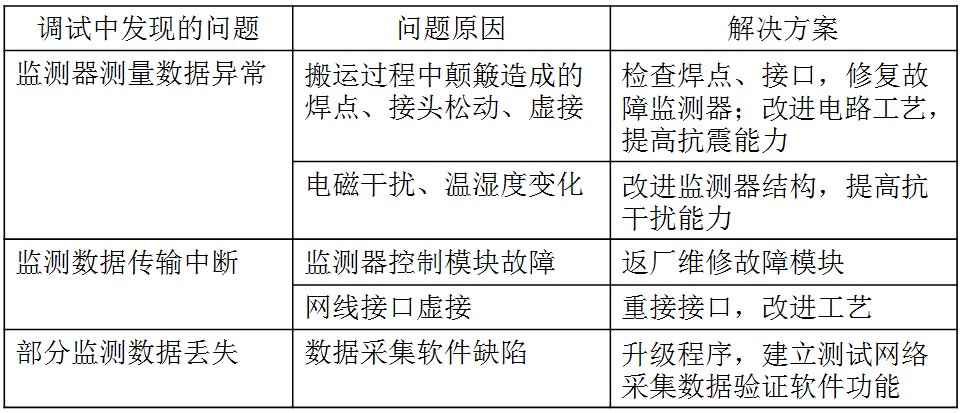 调试中发现的问题 问题原因 解决方案
监测器测量数据异常
搬运过程中颠簸造成的
焊点、接头松动、虚接
检查焊点、接口，修复故
障监测器；改进电路工艺，
提高抗震能力
电磁干扰、温湿度变化
改进监测器结构，提高抗
干扰能力
监测数据传输中断
监测器控制模块故障
返厂维修故障模块
网线接口虚接
重接接口，改进工艺
部分监测数据丢失
数据采集软件缺陷
升级程序，建立测试网络
采集数据验证软件功能